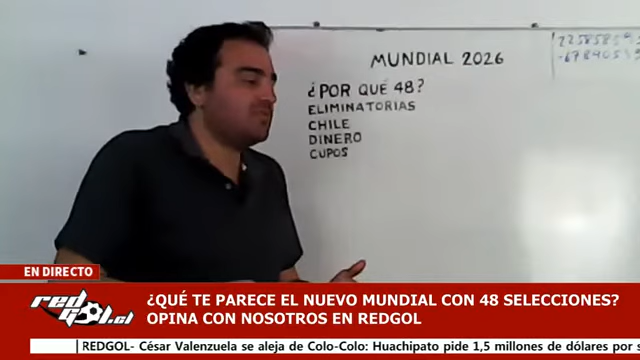 MUNDIAL 2026
¿POR QUÉ 48?
ELIMINATORIAS
CHILE
DINERO
CUPOS
EN DIRECTO
redgol.cl
¿QUÉ TE PARECE EL NUEVO MUNDIAL CON 48 SELECCIONES?
OPINA CON NOSOTROS EN REDGOL
REDGOL- César Valenzuela se aleja de Colo-Colo: Huachipato pide 1,5 millones de dólares por s